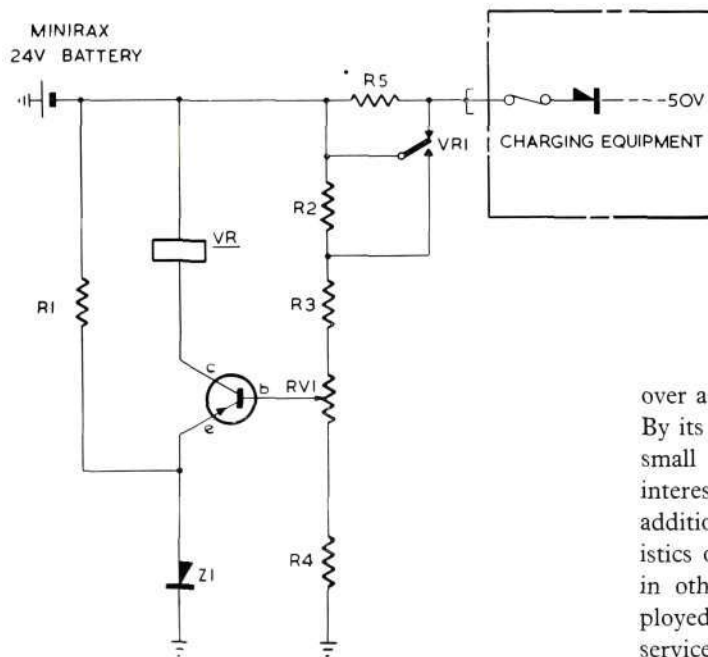 MINIRAX
24V BATTERY
R5
50V
VR1
CHARGING EQUIPMENT
R2
VR
R1
R3
c
b
RV1
e
Z1
R4
over a
By its
small
interes
additio
istics o
in oth
ployed
service